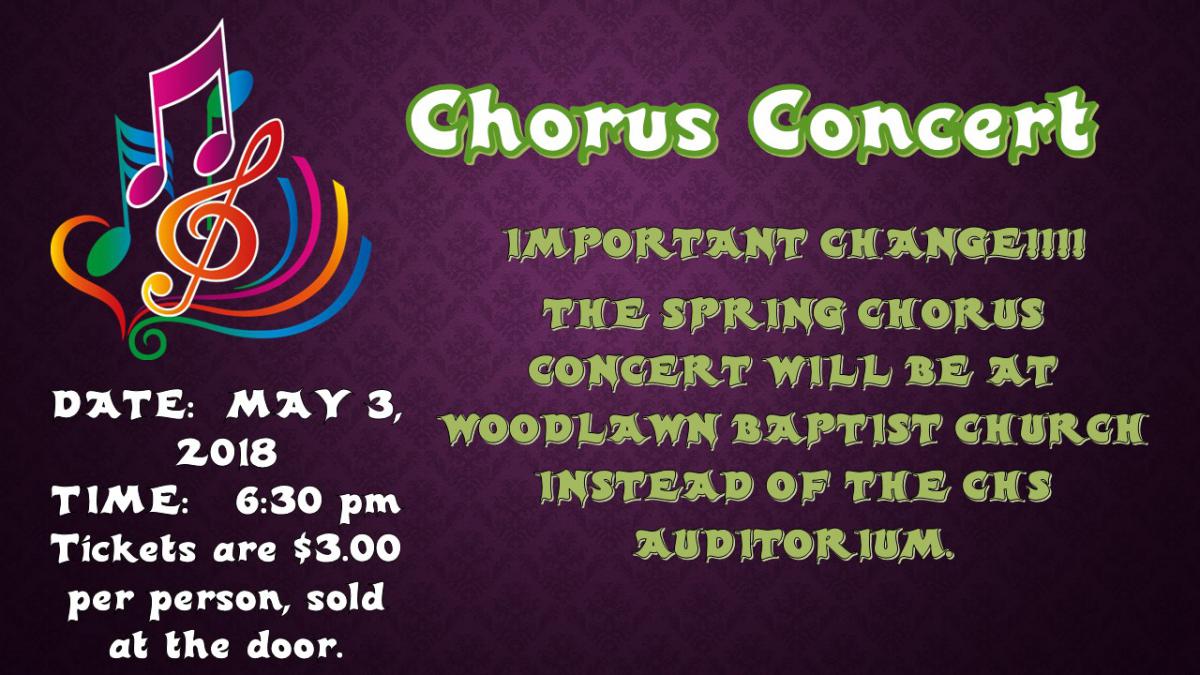 Chorus Concert
IMPORTANT CHANGE!!!!
THE SPRING CHORUS
CONCERT WILL BE AT
WOODLAWN BAPTIST CHURCH
INSTEAD OF THE CHS
AUDITORIUM.
DATE: MAY 3,
2018
TIME: 6:30 pm
Tickets are $3.00
per person, sold
at the door.